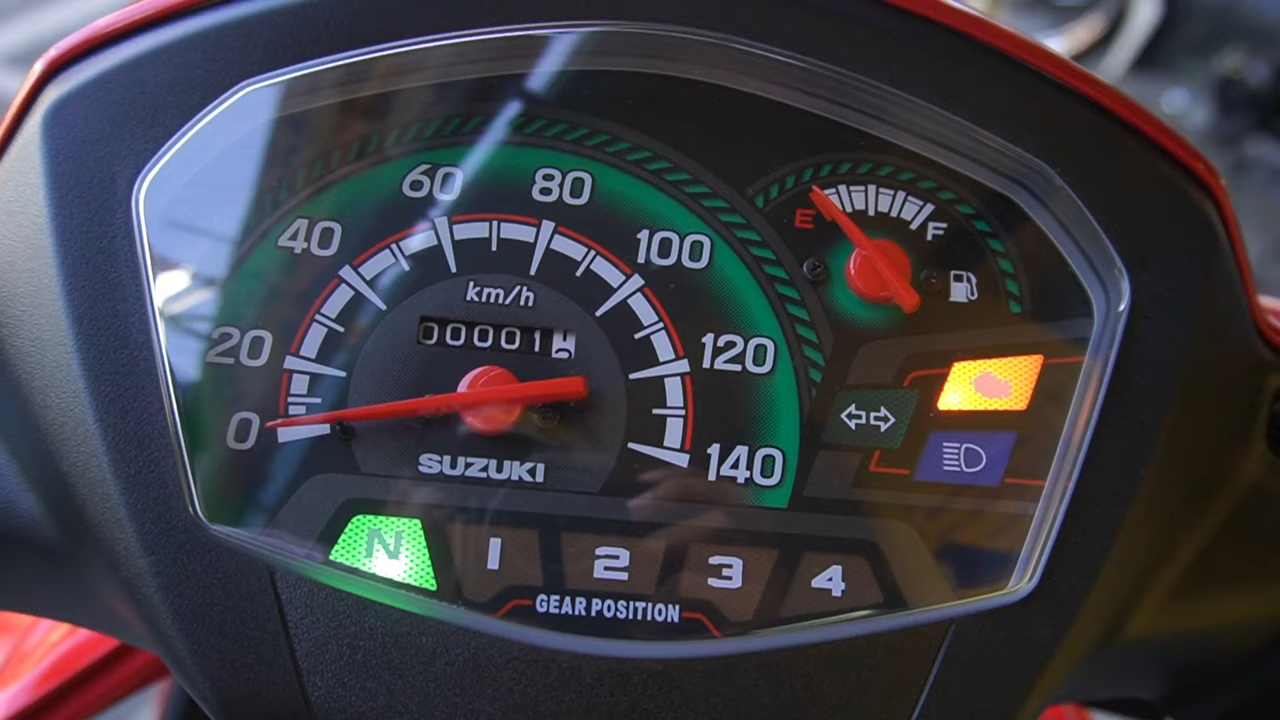 60 80
40 100
E F
km/h
00001
20 120
0
SUZUKI 140
N 1 2 3 4
GEAR POSITION